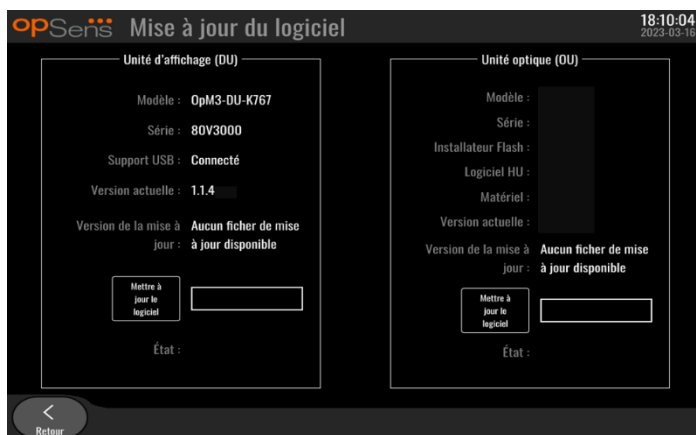 opSens Mise à jour du logiciel
18:10:04
2023-03-16
Unité d'affichage (DU)
Modèle : OpM3-DU-K767
Série : 80V3000
Support USB : Connecté
Version actuelle : 1.1.4
Version de la mise à jour : Aucun ficher de mise
à jour disponible
Mettre à
jour le
logiciel
État :
Unité optique (OU)
Modèle :
Série :
Installateur Flash :
Logiciel HU :
Matériel :
Version actuelle :
Version de la mise à jour : Aucun ficher de mise
à jour disponible
Mettre à
jour le
logiciel
État :
Retour